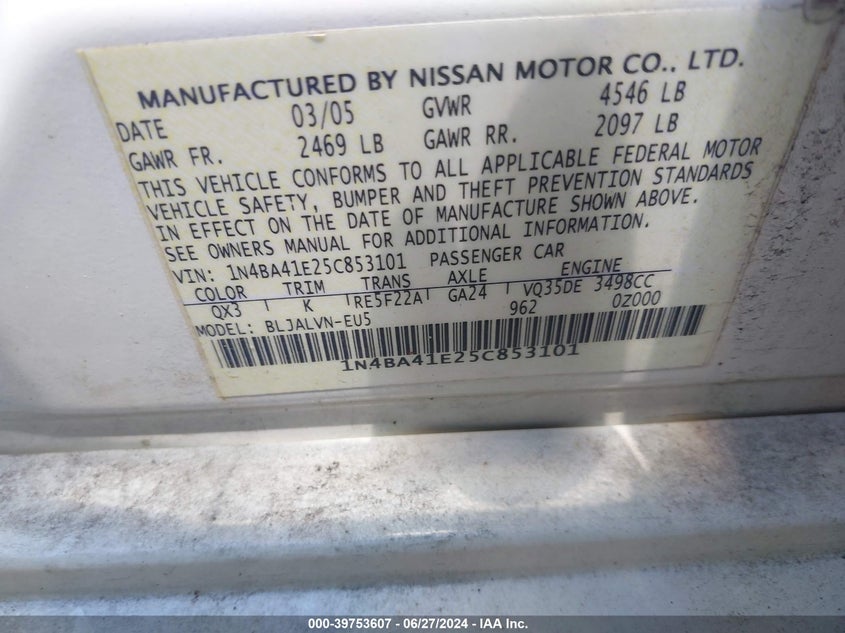 MANUFACTURED BY NISSAN MOTOR CO., LTD.
DATE 03/05 GVWR 4546 LB
GAWR FR. 2469 LB GAWR RR. 2097 LB
THIS VEHICLE CONFORMS TO ALL APPLICABLE FEDERAL MOTOR
VEHICLE SAFETY, BUMPER AND THEFT PREVENTION STANDARDS
IN EFFECT ON THE DATE OF MANUFACTURE SHOWN ABOVE.
SEE OWNERS MANUAL FOR ADDITIONAL INFORMATION.
VIN: 1N4BA41E25C853101 PASSENGER CAR
COLOR TRIM TRANS AXLE ENGINE
QX3 K RE5F22A GA24 VQ35DE 3498CC
MODEL: BLJALVN-EU5 962 0Z000
1N4BA41E25C853101
000-39753607 - 06/27/2024 - IAA Inc.